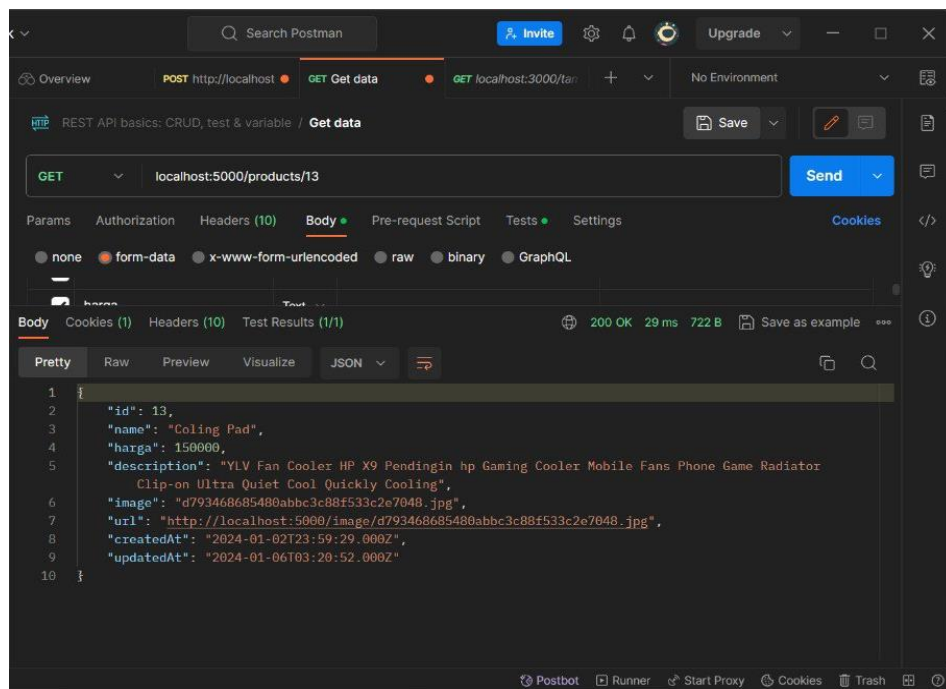 Search Postman
Invite
Upgrade
Overview
POST http://localhost
GET Get data
GET localhost:3000/tan
No Environment
HTTP REST API basics: CRUD, test & variable / Get data
Save
GET localhost:5000/products/13
Send
Params Authorization Headers (10) Body Pre-request Script Tests Settings Cookies
none form-data x-www-form-urlencoded raw binary GraphQL
harga Text
Body Cookies (1) Headers (10) Test Results (1/1) 200 OK 29 ms 722 B Save as example
Pretty Raw Preview Visualize JSON
1 {
2 "id": 13,
3 "name": "Coling Pad",
4 "harga": 150000,
5 "description": "YLV Fan Cooler HP X9 Pendingin hp Gaming Cooler Mobile Fans Phone Game Radiator
Clip-on Ultra Quiet Cool Quickly Cooling",
6 "image": "d793468685480abbc3c88f533c2e7048.jpg",
7 "url": "http://localhost:5000/image/d793468685480abbc3c88f533c2e7048.jpg",
8 "createdAt": "2024-01-02T23:59:29.000Z",
9 "updatedAt": "2024-01-06T03:20:52.000Z"
10 }
Postbot Runner Start Proxy Cookies Trash